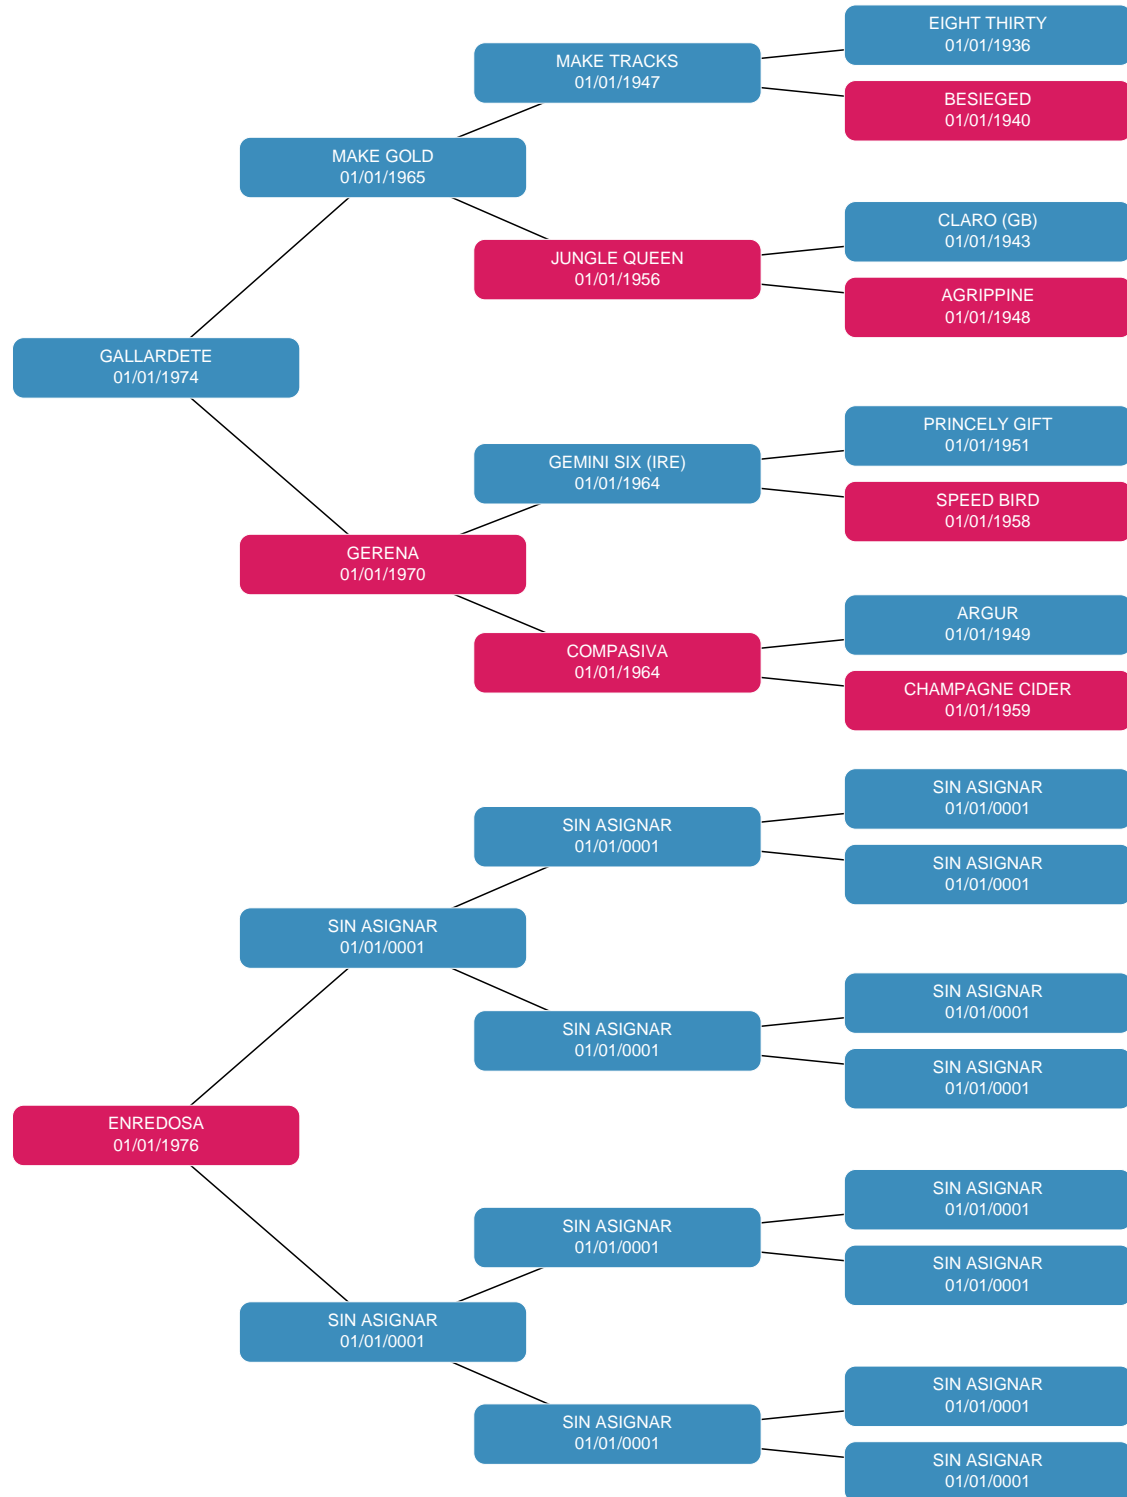 EIGHT THIRTY
01/01/1936
MAKE TRACKS
01/01/1947
BESIEGED
01/01/1940
MAKE GOLD
01/01/1965
CLARO (GB)
01/01/1943
JUNGLE QUEEN
01/01/1956
AGRIPPINE
01/01/1948
GALLARDETE
01/01/1974
PRINCELY GIFT
01/01/1951
GEMINI SIX (IRE)
01/01/1964
SPEED BIRD
01/01/1958
GERENA
01/01/1970
ARGUR
01/01/1949
COMPASIVA
01/01/1964
CHAMPAGNE CIDER
01/01/1959
SIN ASIGNAR
01/01/0001
SIN ASIGNAR
01/01/0001
SIN ASIGNAR
01/01/0001
SIN ASIGNAR
01/01/0001
SIN ASIGNAR
01/01/0001
SIN ASIGNAR
01/01/0001
SIN ASIGNAR
01/01/0001
ENREDOSA
01/01/1976
SIN ASIGNAR
01/01/0001
SIN ASIGNAR
01/01/0001
SIN ASIGNAR
01/01/0001
SIN ASIGNAR
01/01/0001
SIN ASIGNAR
01/01/0001
SIN ASIGNAR
01/01/0001
SIN ASIGNAR
01/01/0001